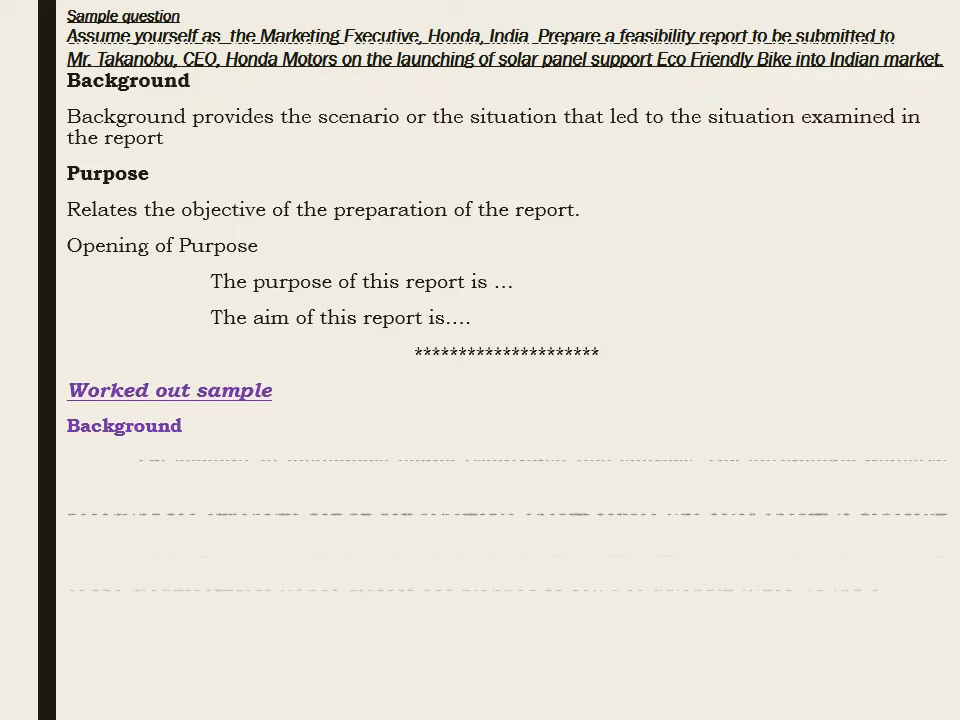 Sample question
Assume yourself as the Marketing Executive, Honda, India Prepare a feasibility report to be submitted to
Mr. Takanobu, CEO, Honda Motors on the launching of solar panel support Eco Friendly Bike into Indian market.
Background
Background provides the scenario or the situation that led to the situation examined in
the report
Purpose
Relates the objective of the preparation of the report.
Opening of Purpose
The purpose of this report is ...
The aim of this report is....
*********************
Worked out sample
Background